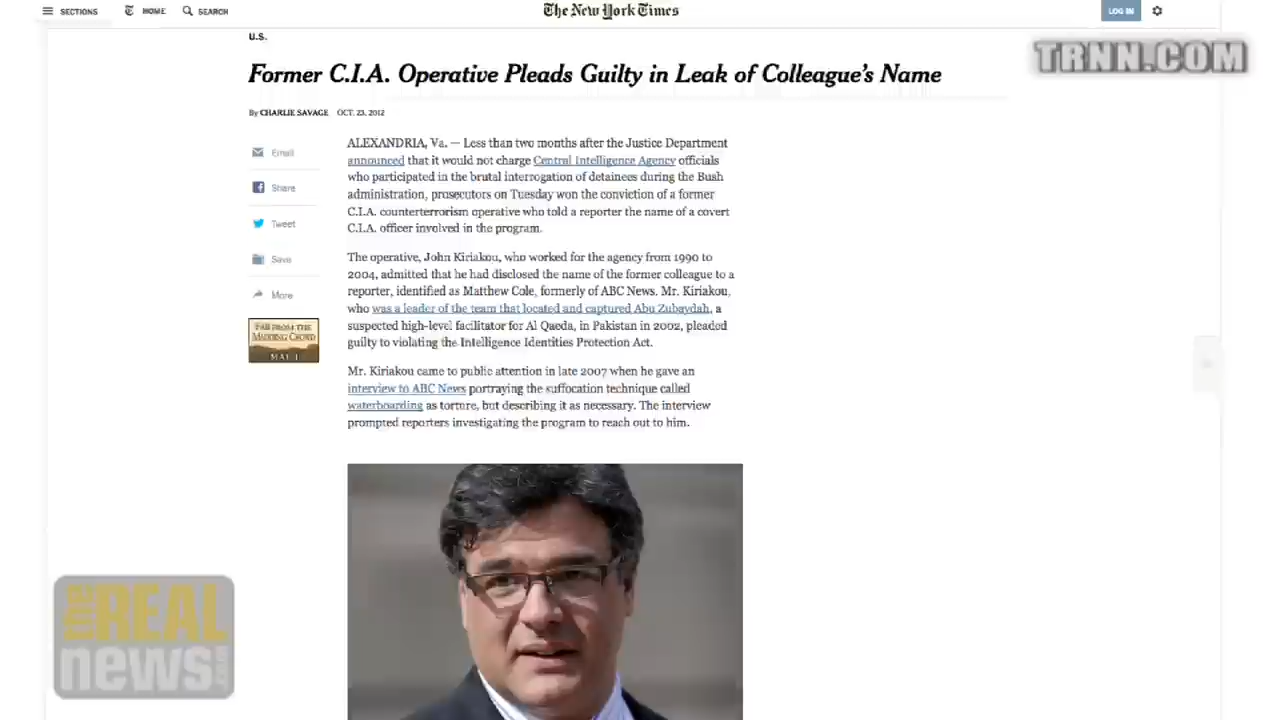 SECTIONS HOME SEARCH The New York Times LOG IN
U.S.
TRNN.COM
Former C.I.A. Operative Pleads Guilty in Leak of Colleague's Name
By CHARLIE SAVAGE OCT. 23, 2012
ALEXANDRIA, Va. — Less than two months after the Justice Department
announced that it would not charge Central Intelligence Agency officials
who participated in the brutal interrogation of detainees during the Bush
administration, prosecutors on Tuesday won the conviction of a former
C.I.A. counterterrorism operative who told a reporter the name of a covert
C.I.A. officer involved in the program.
Email
Share
Tweet
Save
More
FAR FROM THE
MADDING CROWD
MAY 1
The operative, John Kiriakou, who worked for the agency from 1990 to
2004, admitted that he had disclosed the name of the former colleague to a
reporter, identified as Matthew Cole, formerly of ABC News. Mr. Kiriakou,
who was a leader of the team that located and captured Abu Zubaydah, a
suspected high-level facilitator for Al Qaeda, in Pakistan in 2002, pleaded
guilty to violating the Intelligence Identities Protection Act.
Mr. Kiriakou came to public attention in late 2007 when he gave an
interview to ABC News portraying the suffocation technique called
waterboarding as torture, but describing it as necessary. The interview
prompted reporters investigating the program to reach out to him.
the REAL
news.com